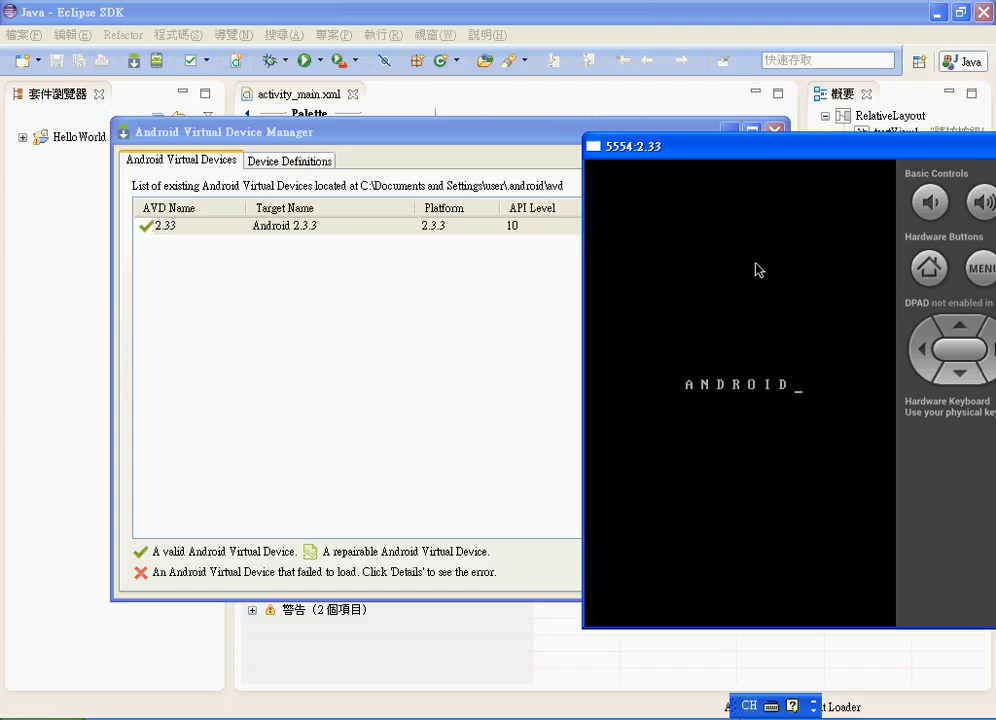 Java - Eclipse SDK
檔案(F) 編輯(E) Refactor 程式碼(S) 導覽(N) 搜尋(A) 專案(P) 執行(R) 視窗(W) 說明(H)
快速存取
Java
套件瀏覽器
activity_main.xml
概要
Palette
RelativeLayout
HelloWorld
Android Virtual Device Manager
Android Virtual Devices
Device Definitions
List of existing Android Virtual Devices located at C:\Documents and Settings\user\.android\avd
AVD Name Target Name Platform API Level
2.33 Android 2.3.3 2.3.3 10
A valid Android Virtual Device. A repairable Android Virtual Device.
An Android Virtual Device that failed to load. Click 'Details' to see the error.
5554:2.33
ANDROID_
Basic Controls
Hardware Buttons
MENU
DPAD not enabled in
Hardware Keyboard
Use your physical key
警告 (2 個項目)
CH
t Loader